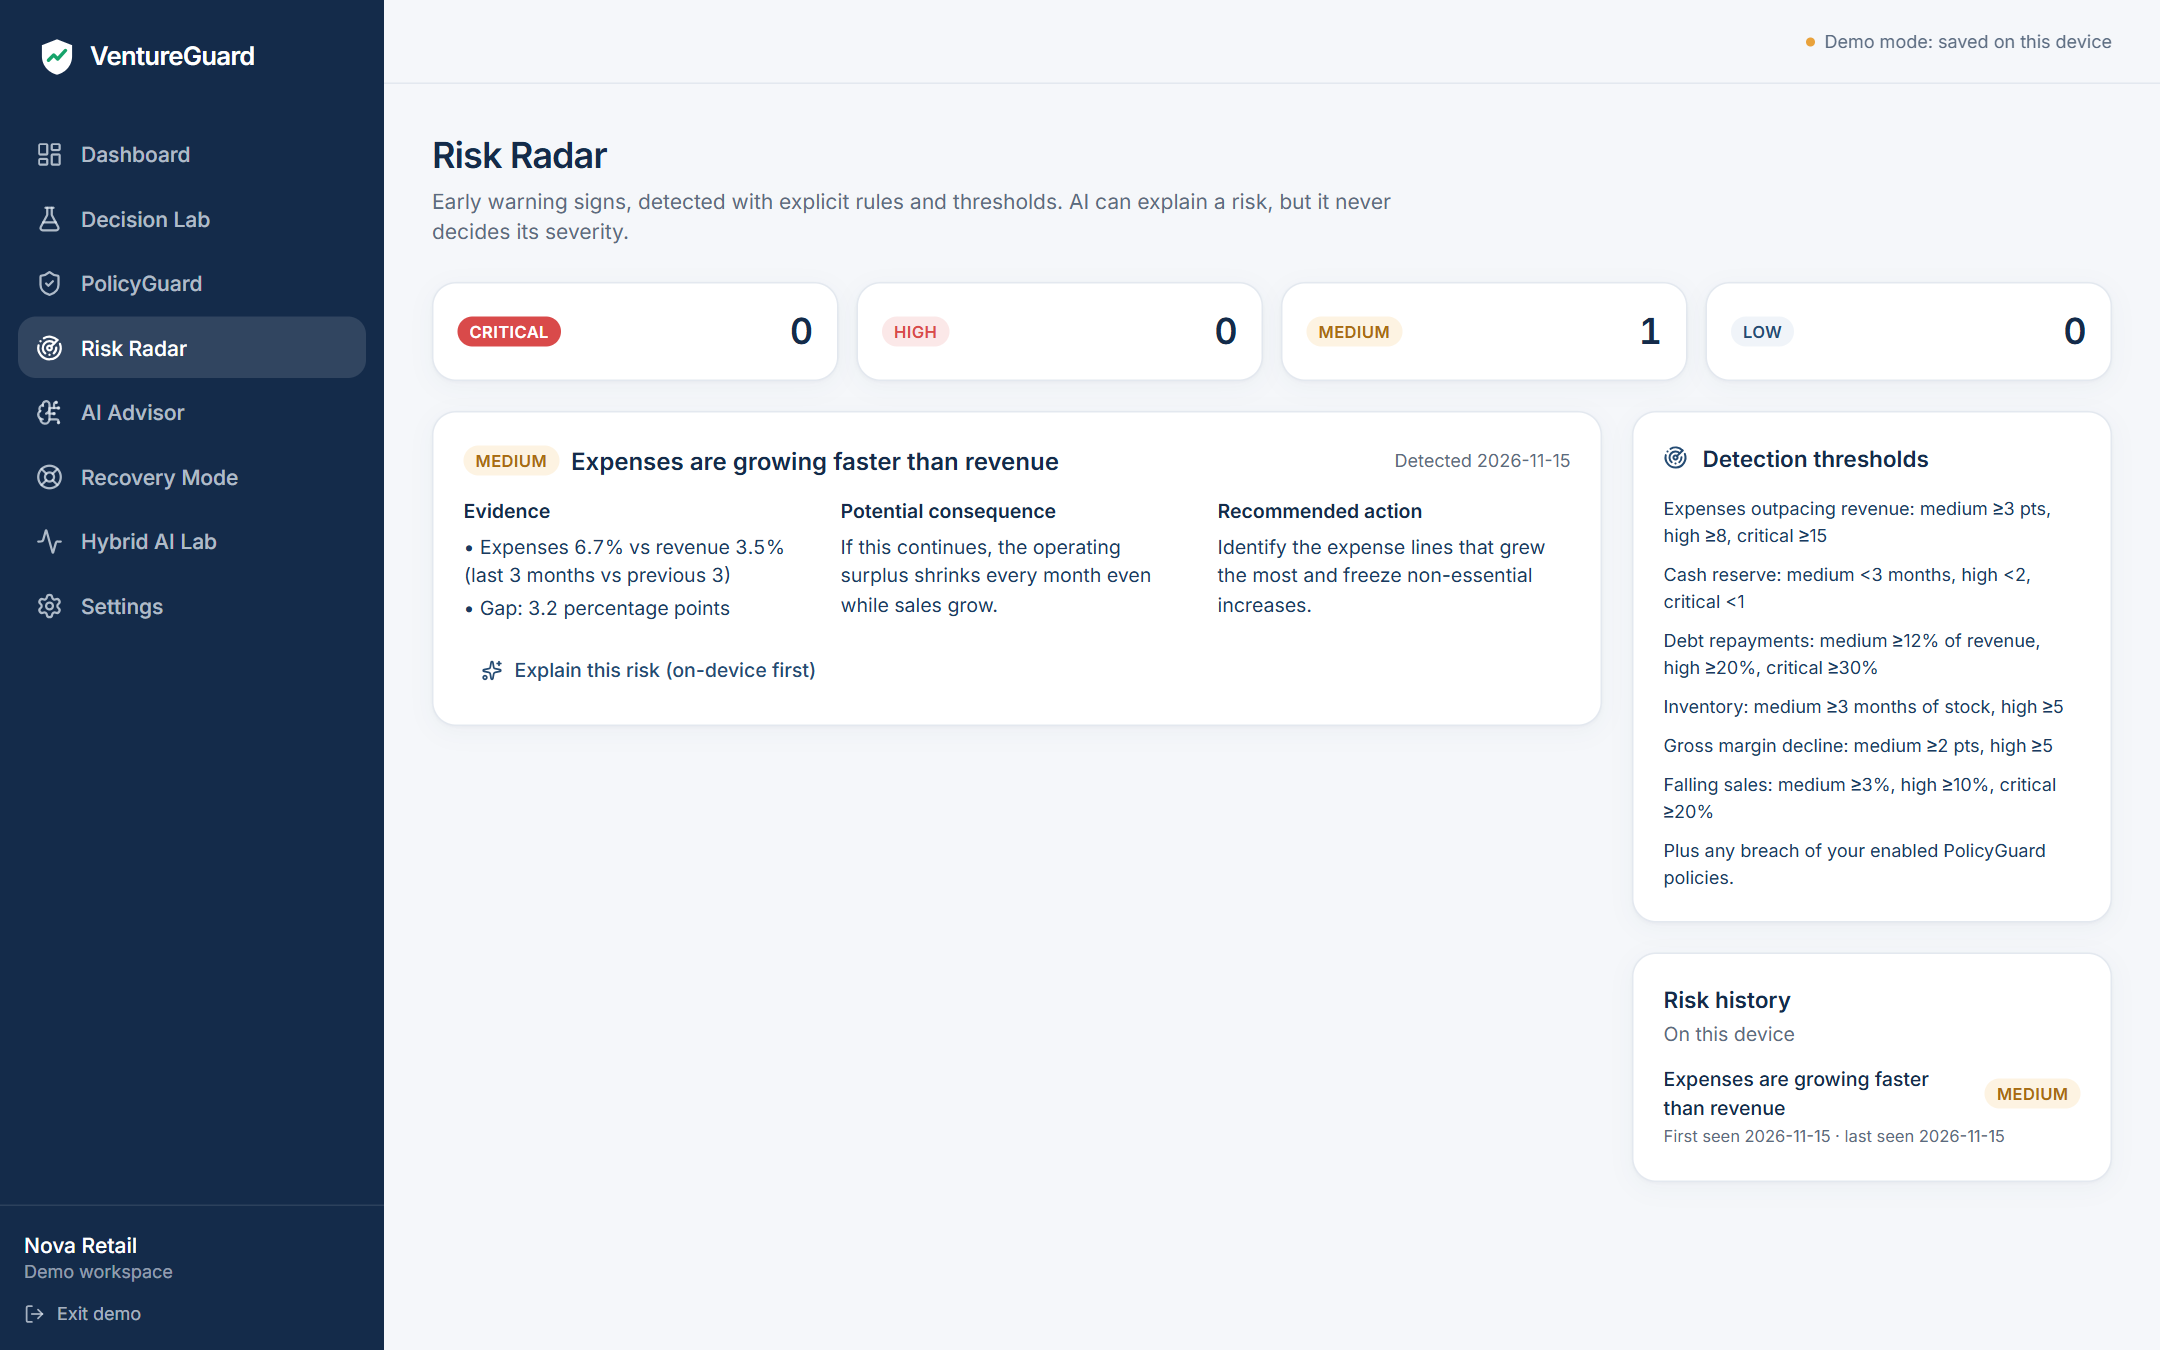 VentureGuard
Dashboard
Decision Lab
PolicyGuard
Risk Radar
AI Advisor
Recovery Mode
Hybrid AI Lab
Settings
Nova Retail
Demo workspace
Exit demo
Demo mode: saved on this device
Risk Radar
Early warning signs, detected with explicit rules and thresholds. AI can explain a risk, but it never
decides its severity.
CRITICAL 0
HIGH 0
MEDIUM 1
LOW 0
MEDIUM Expenses are growing faster than revenue Detected 2026-11-15
Evidence
• Expenses 6.7% vs revenue 3.5%
(last 3 months vs previous 3)
• Gap: 3.2 percentage points
Potential consequence
If this continues, the operating
surplus shrinks every month even
while sales grow.
Recommended action
Identify the expense lines that grew
the most and freeze non-essential
increases.
Explain this risk (on-device first)
Detection thresholds
Expenses outpacing revenue: medium ≥3 pts,
high ≥8, critical ≥15
Cash reserve: medium <3 months, high <2,
critical <1
Debt repayments: medium ≥12% of revenue,
high ≥20%, critical ≥30%
Inventory: medium ≥3 months of stock, high ≥5
Gross margin decline: medium ≥2 pts, high ≥5
Falling sales: medium ≥3%, high ≥10%, critical
≥20%
Plus any breach of your enabled PolicyGuard
policies.
Risk history
On this device
Expenses are growing faster
than revenue
MEDIUM
First seen 2026-11-15 · last seen 2026-11-15